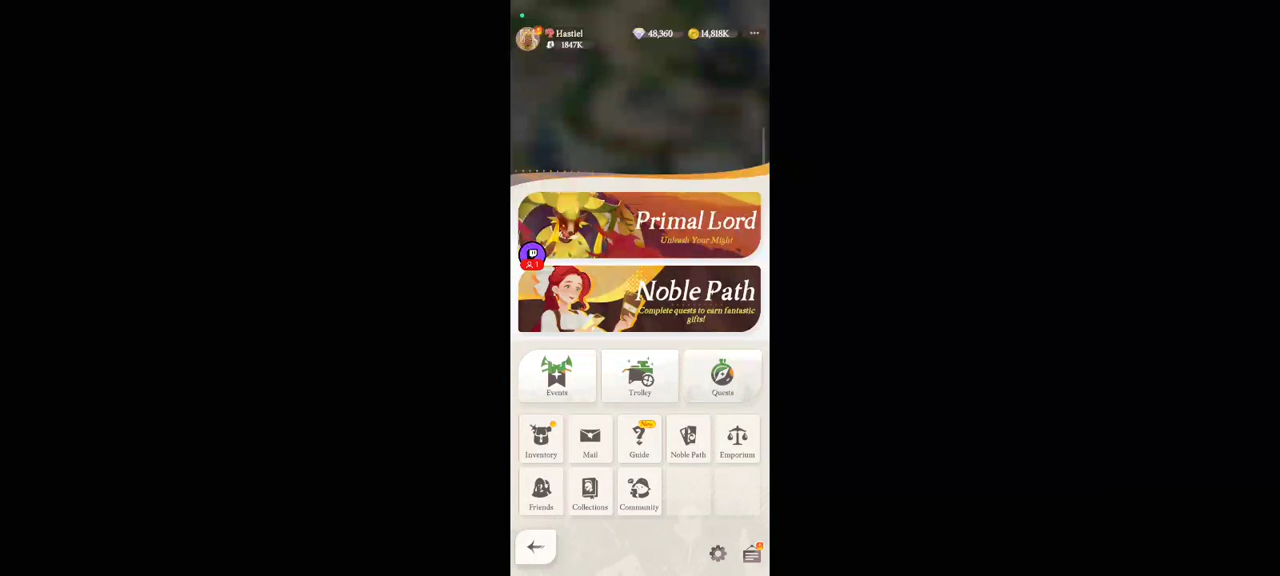 Hastiel
48,360
14,818K
1847K
Primal Lord
Unleash Your Might
1
Noble Path
Complete quests to earn fantastic
gifts!
Events
Trolley
Quests
New
Inventory
Mail
Guide
Noble Path
Emporium
Friends
Collections
Community